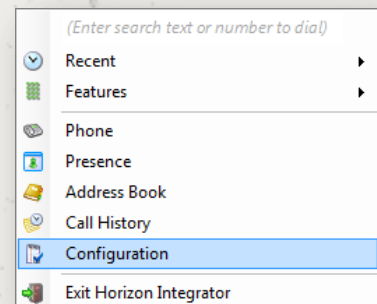 (Enter search text or number to dial)
Recent
Features
Phone
Presence
Address Book
Call History
Configuration
Exit Horizon Integrator